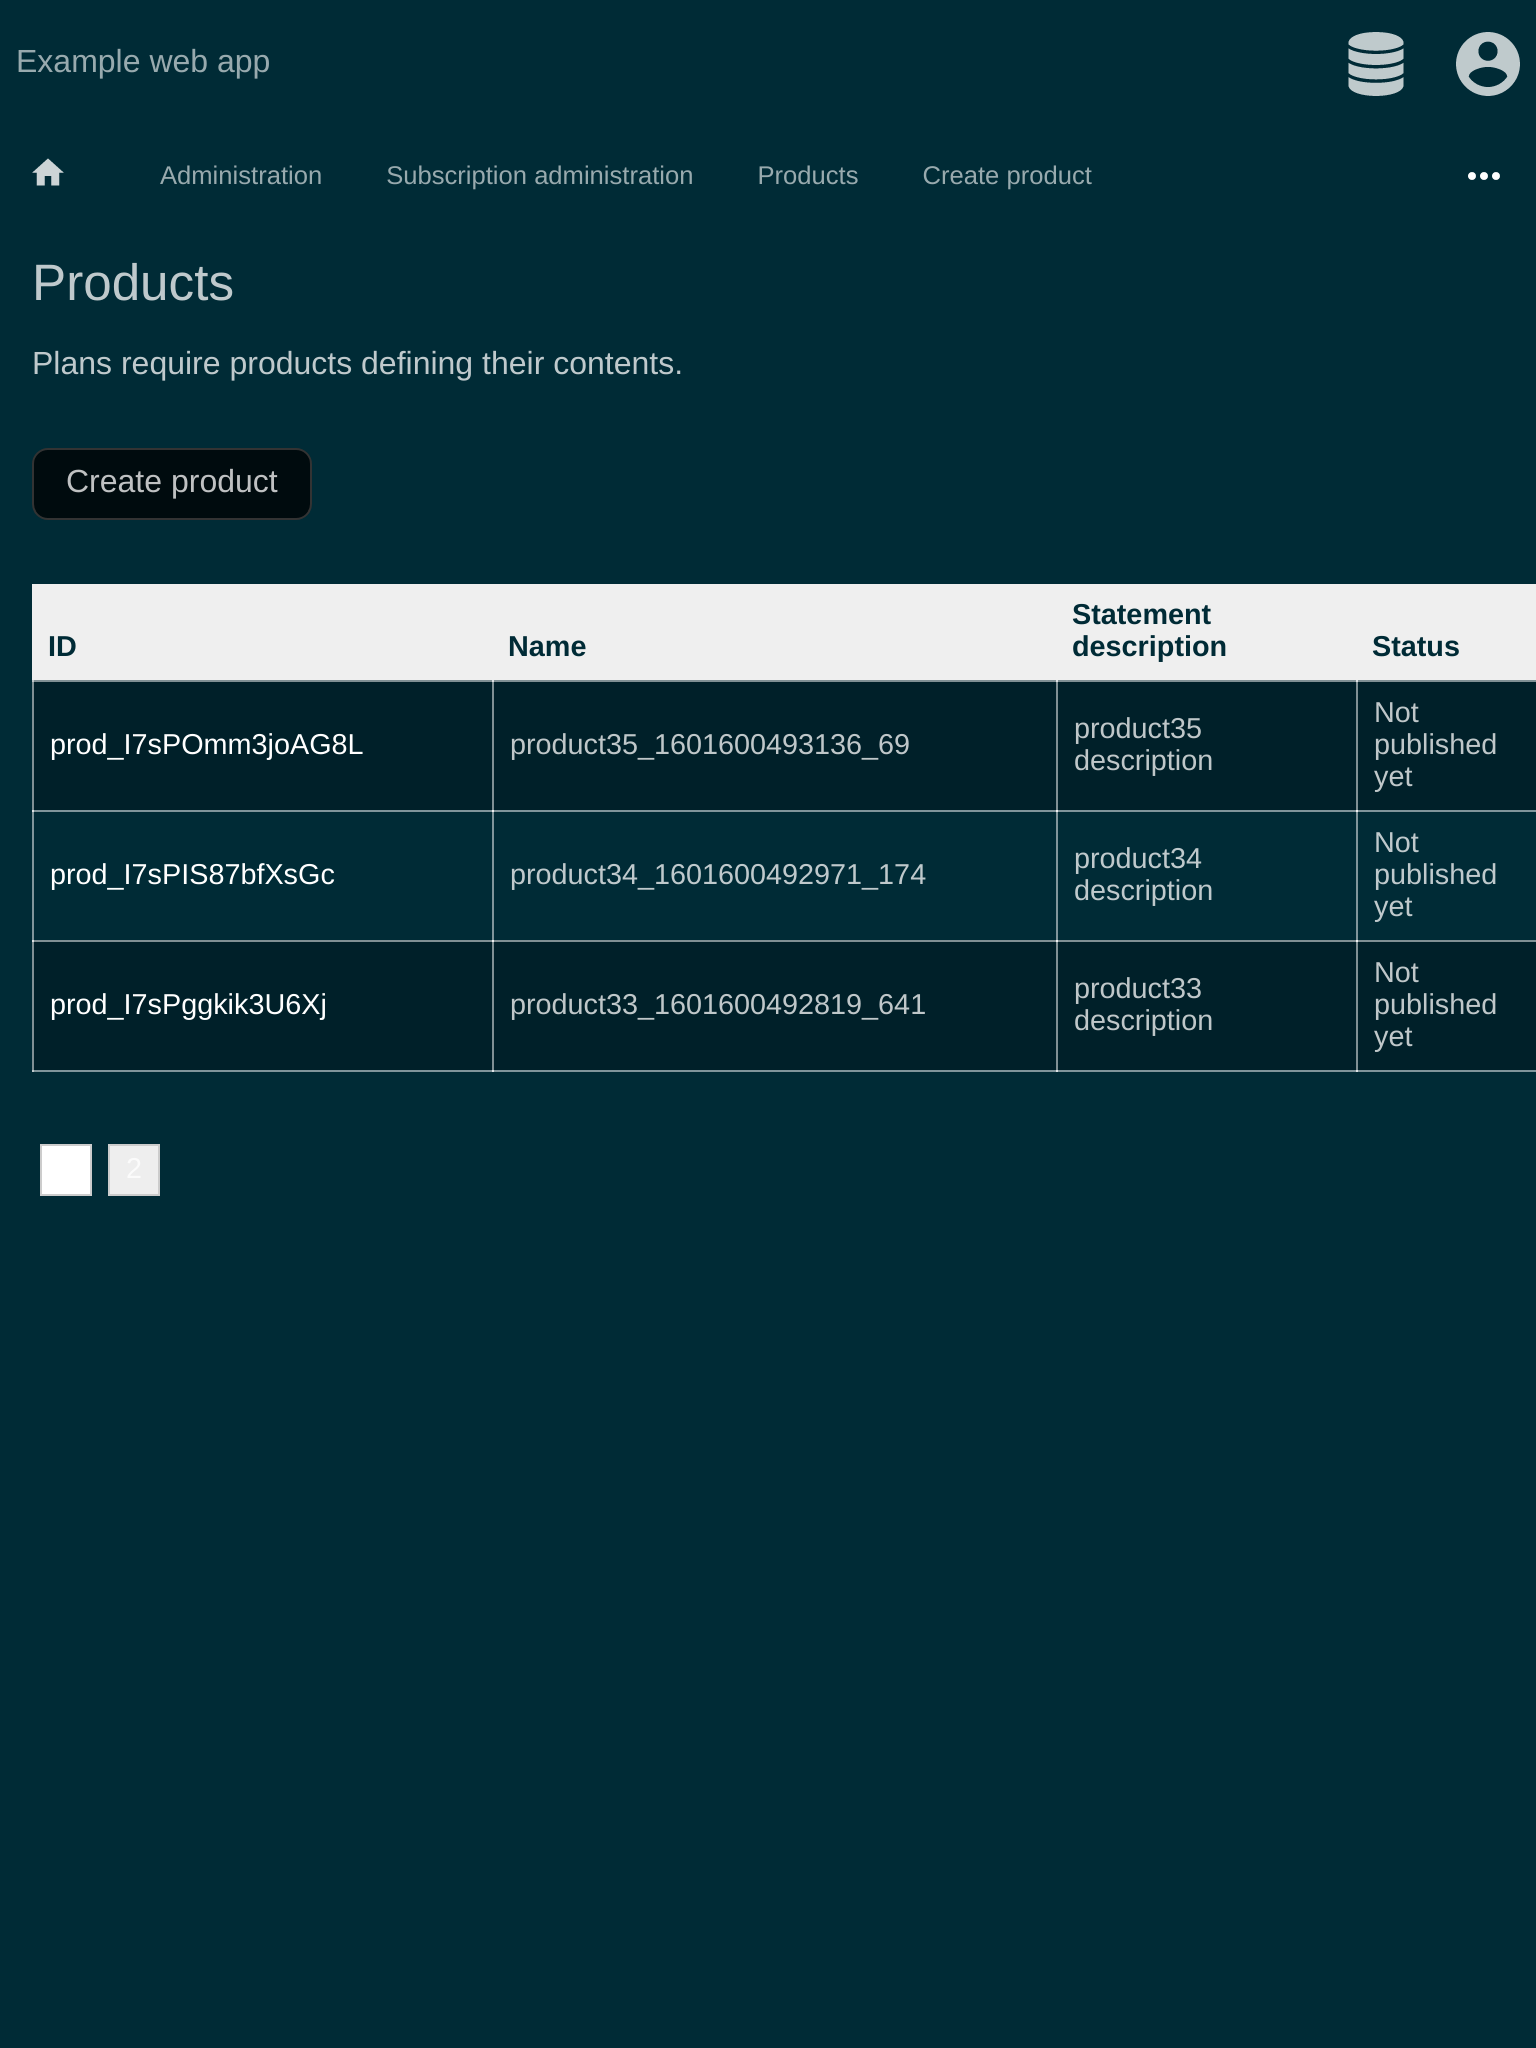 Example web app
Administration Subscription administration Products Create product
Products
Plans require products defining their contents.
Create product
ID Name Statement description Status
prod_I7sPOmm3joAG8L product35_1601600493136_69 product35 description Not published yet
prod_I7sPIS87bfXsGc product34_1601600492971_174 product34 description Not published yet
prod_I7sPggkik3U6Xj product33_1601600492819_641 product33 description Not published yet
2